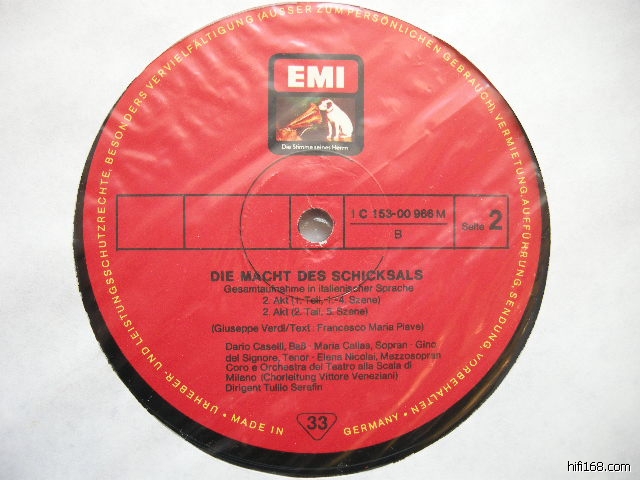 URHEBER- UND LEISTUNGSSCHUTZRECHTE, BESONDERS VERVIELFÄLTIGUNG (AUSSER ZUM PERSÖNLICHEN GEBRAUCH), VERMIETUNG, AUFFÜHRUNG, SENDUNG, VORBEHALTEN
EMI
Die Stimme seines Herrn
1 C 153-00 966 M
B
Seite 2
DIE MACHT DES SCHICKSALS
Gesamtaufnahme in italienischer Sprache
2. Akt (1. Teil, 1.-4. Szene)
2. Akt (2. Teil, 5. Szene)
(Giuseppe Verdi/Text: Francesco Maria Piave)
Dario Caselli, Baß · Maria Callas, Sopran · Gino
del Signore, Tenor · Elena Nicolai, Mezzosopran
Coro e Orchestra del Teatro alla Scala di
Milano (Chorleitung Vittore Veneziani)
Dirigent Tullio Serafin
33
MADE IN GERMANY
hifi168.com